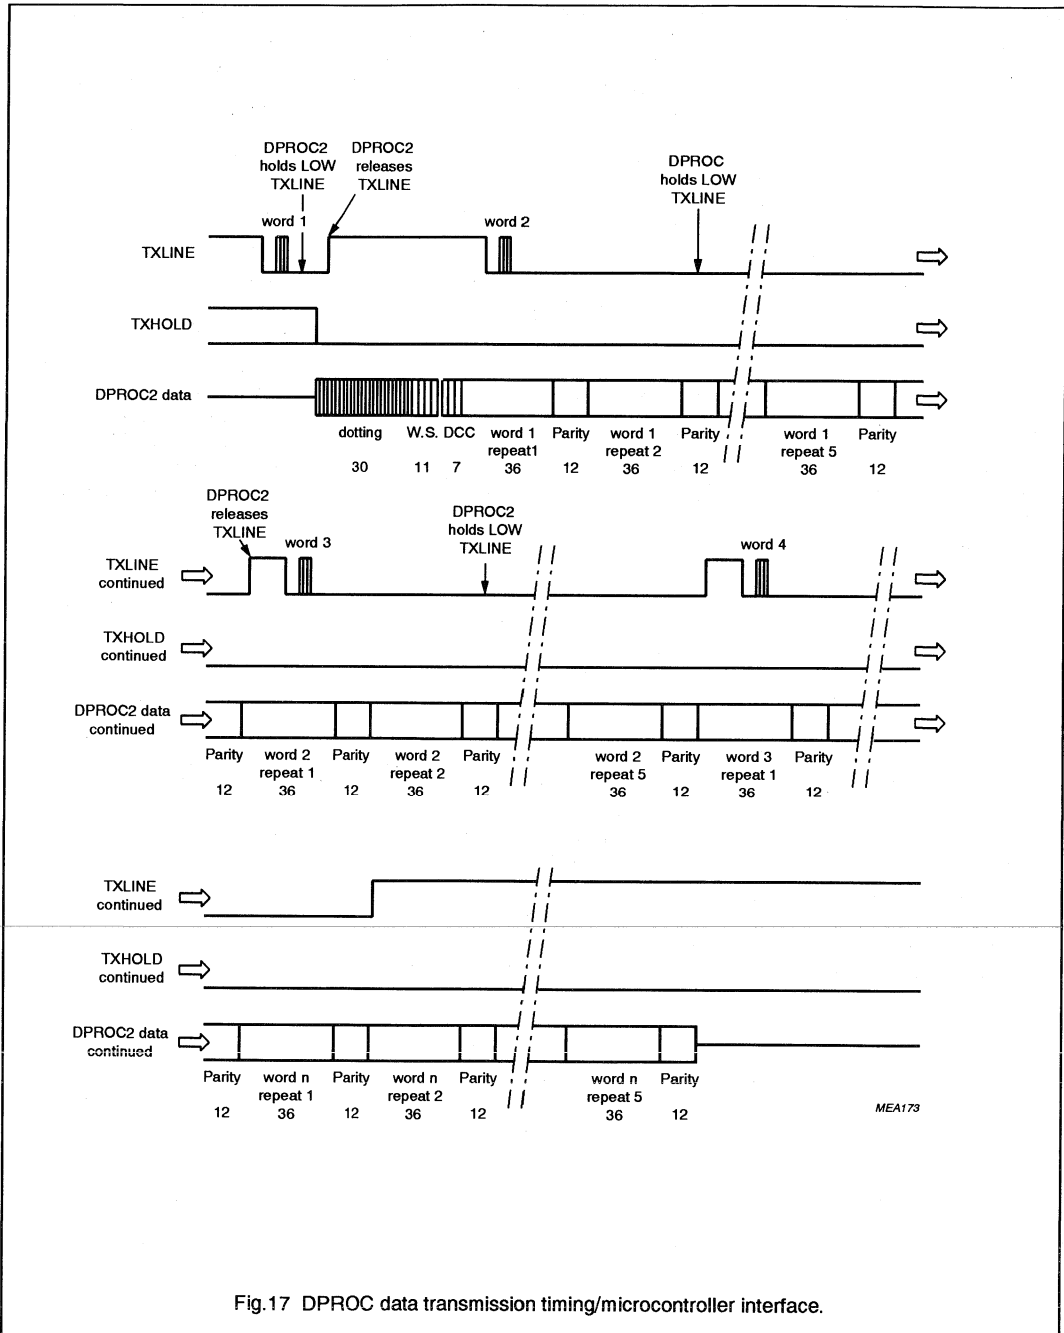 DPROC2
holds LOW
TXLINE
DPROC2
releases
TXLINE
DPROC
holds LOW
TXLINE
word 1
word 2
TXLINE
TXHOLD
DPROC2 data
dotting
W.S.
DCC
word 1
repeat1
Parity
word 1
repeat 2
Parity
word 1
repeat 5
Parity
30
11
7
36
12
36
12
36
12
DPROC2
releases
TXLINE
word 3
DPROC2
holds LOW
TXLINE
word 4
TXLINE
continued
TXHOLD
continued
DPROC2 data
continued
Parity
word 2
repeat 1
Parity
word 2
repeat 2
Parity
word 2
repeat 5
Parity
word 3
repeat 1
Parity
12
36
12
36
12
36
12
36
12
TXLINE
continued
TXHOLD
continued
DPROC2 data
continued
Parity
word n
repeat 1
Parity
word n
repeat 2
Parity
word n
repeat 5
Parity
12
36
12
36
12
36
12
MEA173
Fig.17 DPROC data transmission timing/microcontroller interface.